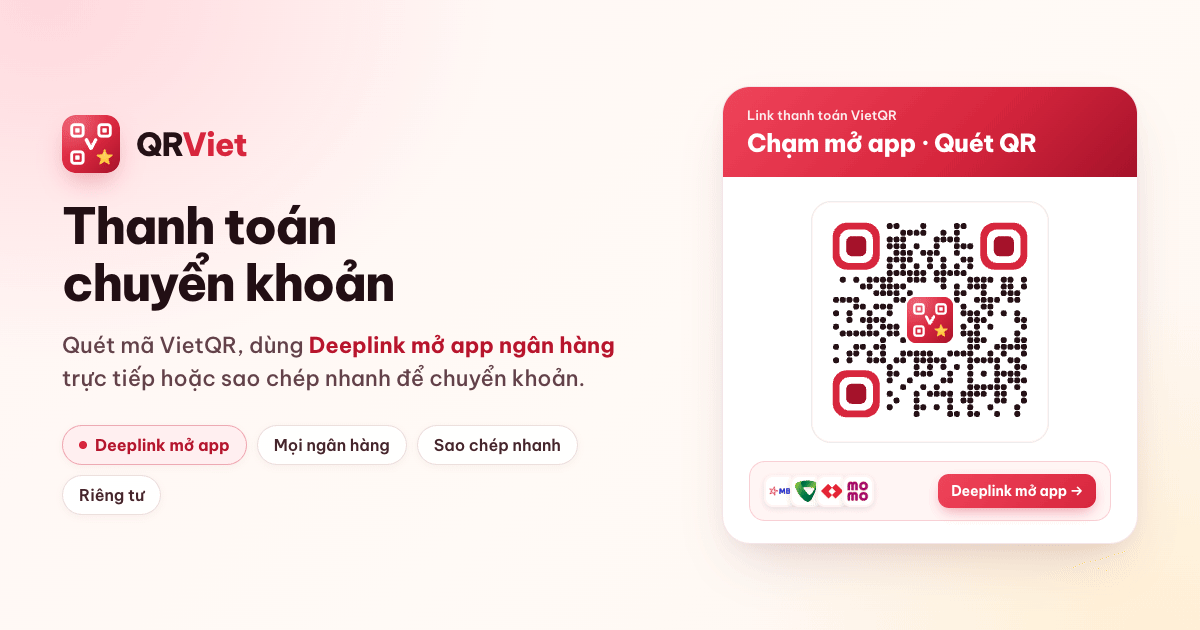 QRViet
Thanh toán
chuyển khoản
Quét mã VietQR, dùng Deeplink mở app ngân hàng
trực tiếp hoặc sao chép nhanh để chuyển khoản.
Deeplink mở app
Mọi ngân hàng
Sao chép nhanh
Riêng tư
Link thanh toán VietQR
Chạm mở app · Quét QR
MB
mo
mo
Deeplink mở app →